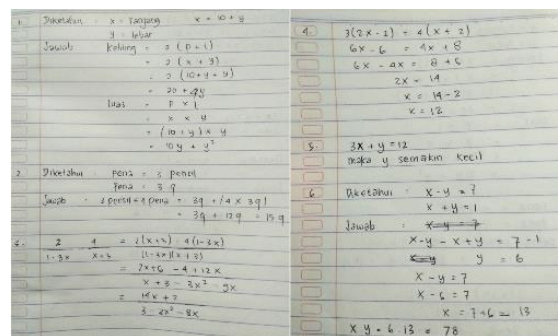 1. Diketahui : x = Panjang x = 10 + y
y = lebar
Jawab Keliling = 2 (p + l)
= 2 (x + y)
= 2 (10 + y + y)
= 20 + 4y
luas = P x l
= x x y
= (10 + y) x y
= 10y + y²
2. Diketahui pena = 3 pensil
Pena = 3 q
Jawab 3 pensil + 4 pena = 3q + (4 x 3q)
= 3q + 12q = 15q
3. 2 4 = 2(x+3) - 4(1-3x)
1-3x x+3 (1-3x)(x+3)
= 2x+6 - 4 + 12x
x + 3 - 3x² - 9x
= 14x + 2
3 - 3x² - 8x
4. 3(2x - 2) = 4(x + 2)
6x - 6 = 4x + 8
6x - 4x = 8 + 6
2x = 14
x = 14 - 2
x = 12
5. 3x + y = 12
maka y semakin kecil
6 Diketahui : x - y = 7
x + y = 1
Jawab x - y = 7
x - y - x + y = 7 - 1
y = 6
x - y = 7
x - 6 = 7
x = 7 + 6 = 13
x y = 6 . 13 = 78